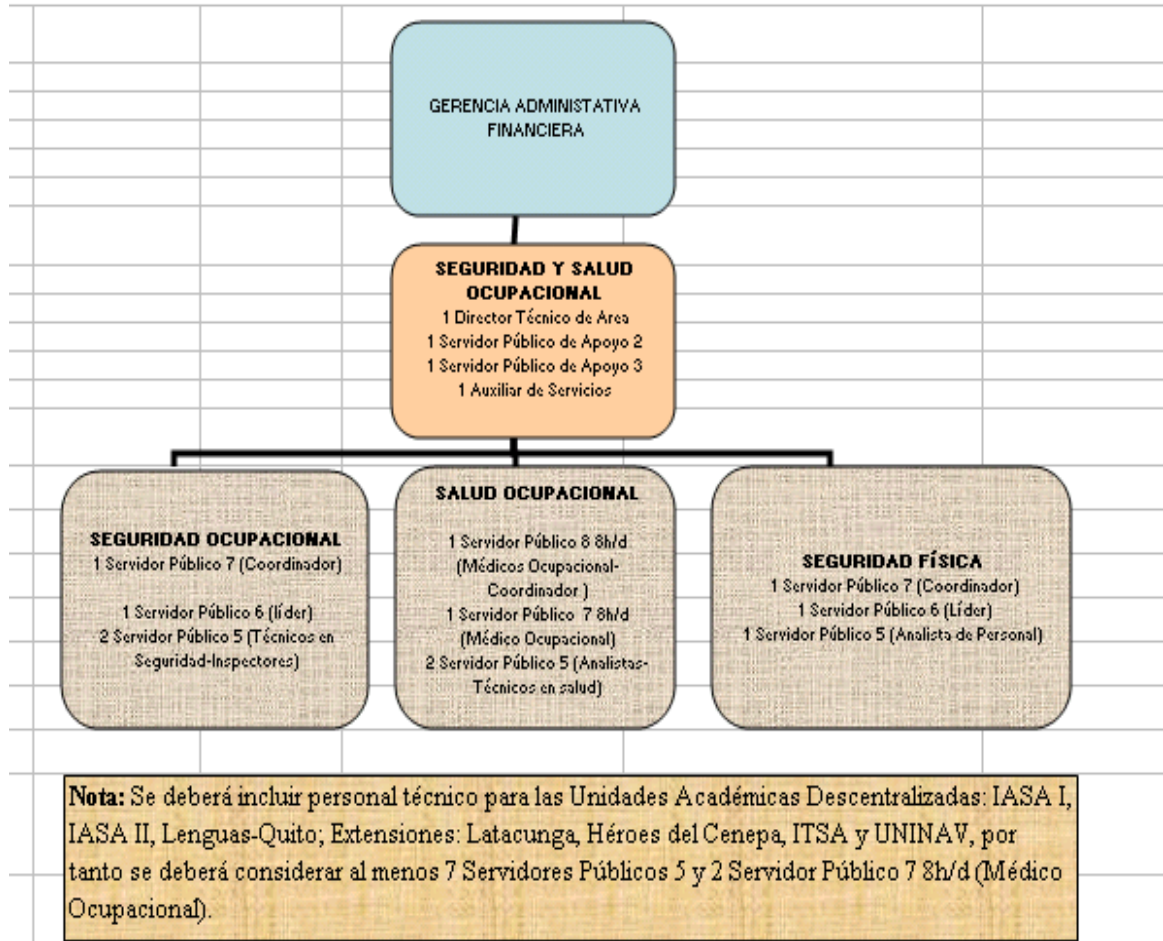 GERENCIA ADMINISTATIVA
FINANCIERA
SEGURIDAD Y SALUD
OCUPACIONAL
1 Director Técnico de Area
1 Servidor Público de Apoyo 2
1 Servidor Público de Apoyo 3
1 Auxiliar de Servicios
SEGURIDAD OCUPACIONAL
1 Servidor Público 7 (Coordinador)
1 Servidor Público 6 (líder)
2 Servidor Público 5 (Técnicos en
Seguridad-Inspectores)
SALUD OCUPACIONAL
1 Servidor Público 8 8h/d
(Médicos Ocupacional-
Coordinador )
1 Servidor Público 7 8h/d
(Médico Ocupacional)
2 Servidor Público 5 (Analistas-
Técnicos en salud)
SEGURIDAD FÍSICA
1 Servidor Público 7 (Coordinador)
1 Servidor Público 6 (Líder)
1 Servidor Público 5 (Analista de Personal)
Nota: Se deberá incluir personal técnico para las Unidades Académicas Descentralizadas: IASA I,
IASA II, Lenguas-Quito; Extensiones: Latacunga, Héroes del Cenepa, ITSA y UNINAV, por
tanto se deberá considerar al menos 7 Servidores Públicos 5 y 2 Servidor Público 7 8h/d (Médico
Ocupacional).